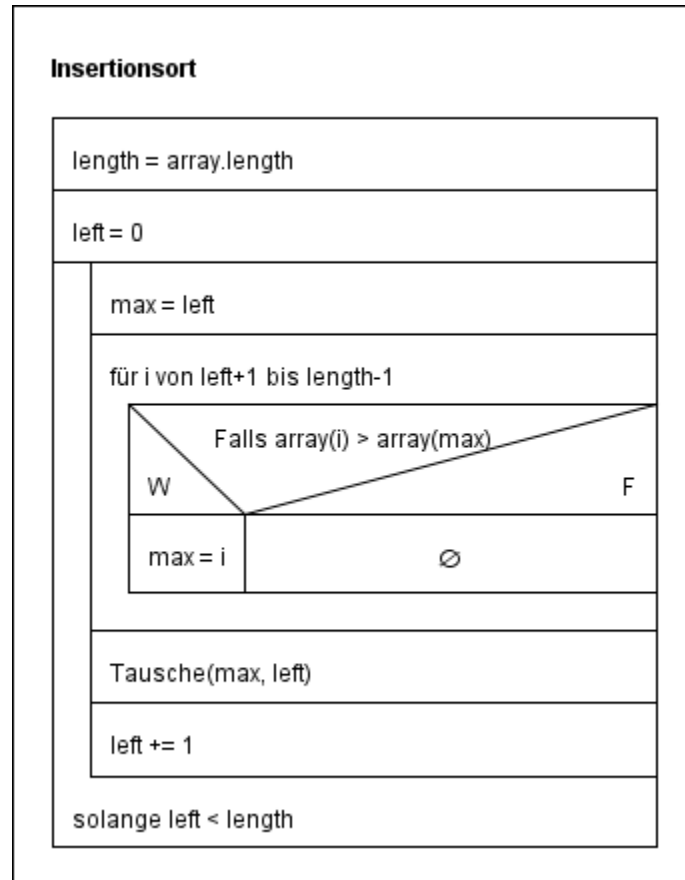 Insertionsort
length = array.length
left = 0
max = left
für i von left+1 bis length-1
Falls array(i) > array(max)
W
F
max = i
∅
Tausche(max, left)
left += 1
solange left < length